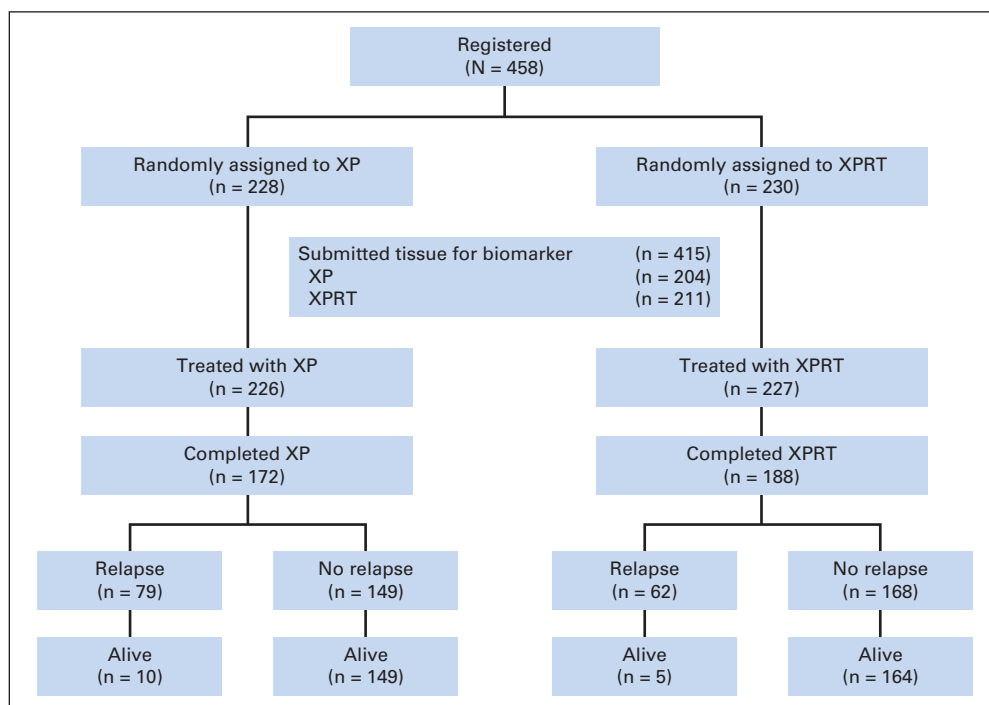 Registered
(N = 458)
Randomly assigned to XP
(n = 228)
Randomly assigned to XPRT
(n = 230)
Submitted tissue for biomarker (n = 415)
XP (n = 204)
XPRT (n = 211)
Treated with XP
(n = 226)
Treated with XPRT
(n = 227)
Completed XP
(n = 172)
Completed XPRT
(n = 188)
Relapse
(n = 79)
No relapse
(n = 149)
Relapse
(n = 62)
No relapse
(n = 168)
Alive
(n = 10)
Alive
(n = 149)
Alive
(n = 5)
Alive
(n = 164)